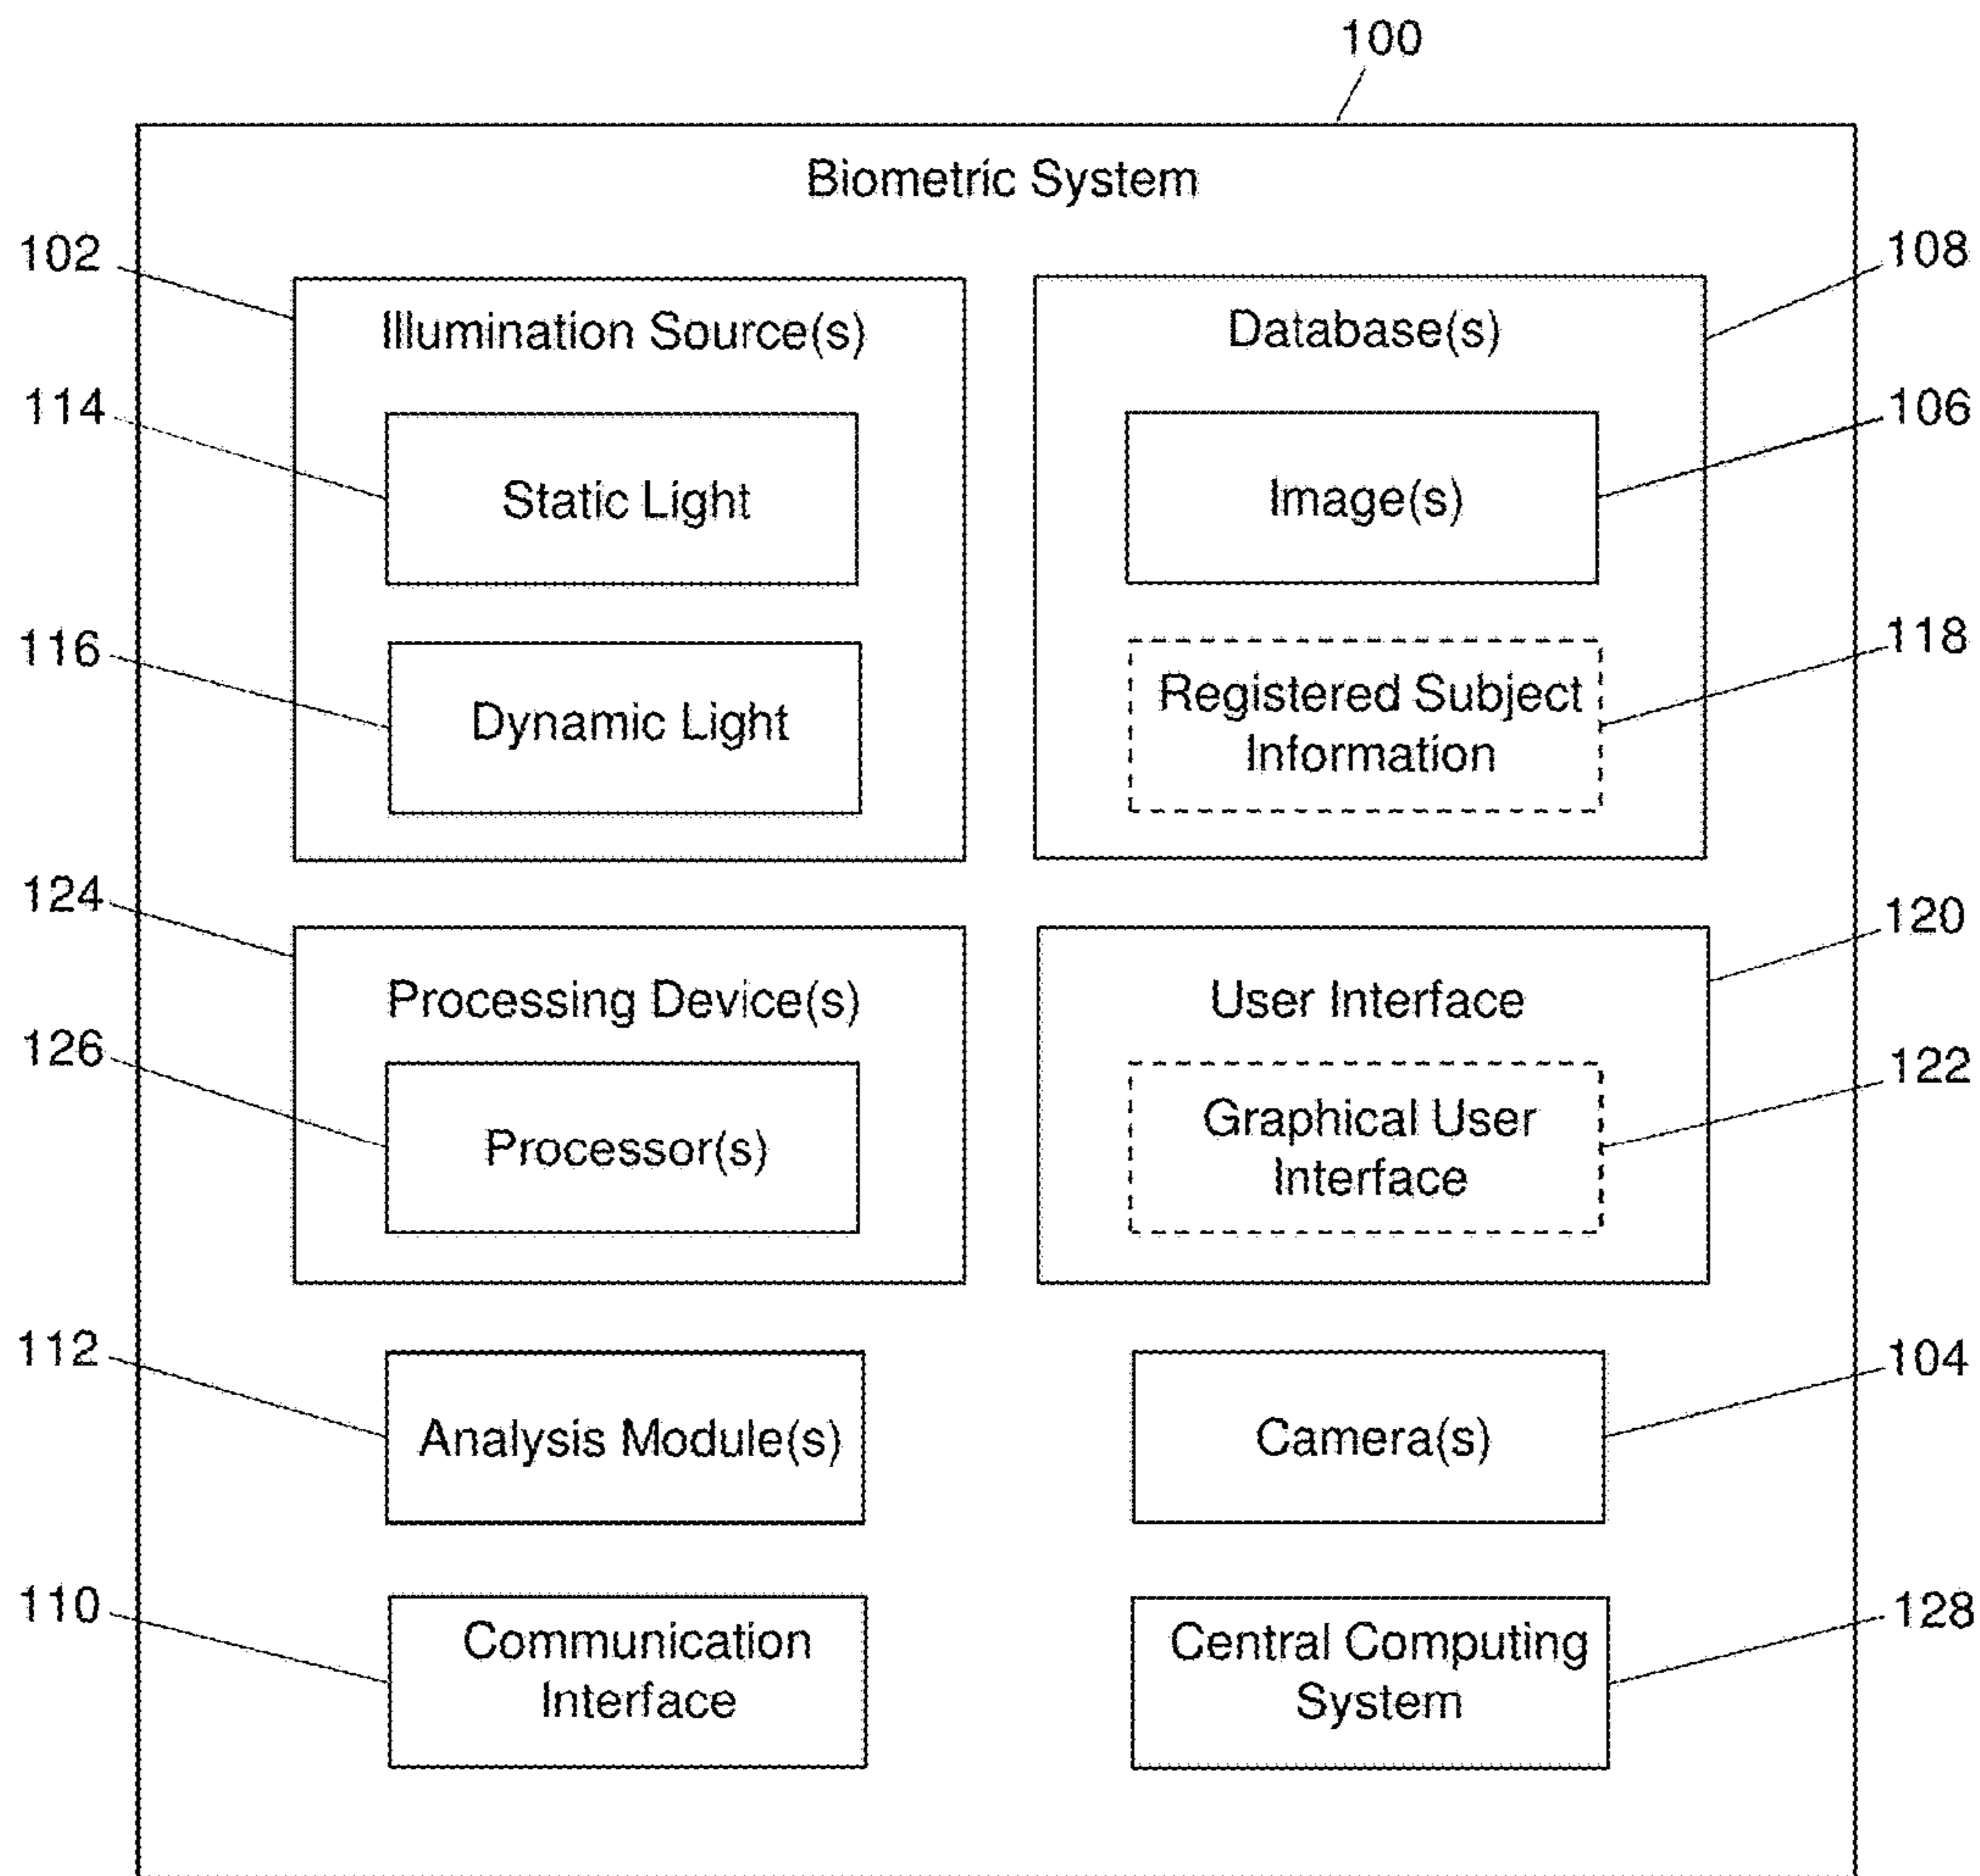 100
Biometric System
102
Illumination Source(s)
114
Static Light
116
Dynamic Light
Database(s)
108
Image(s)
106
Registered Subject
Information
118
124
Processing Device(s)
126
Processor(s)
User Interface
120
Graphical User
Interface
122
112
Analysis Module(s)
Camera(s)
104
110
Communication
Interface
Central Computing
System
128